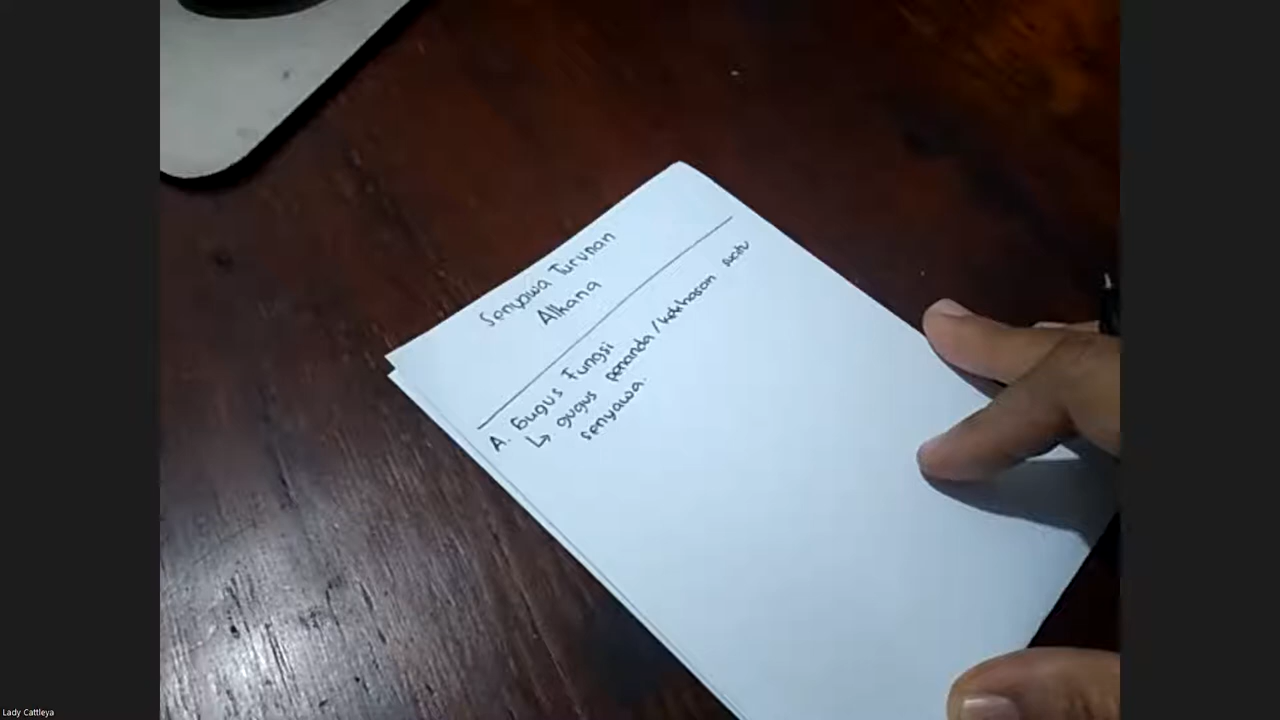 Senyawa Turunan
Alkana
A. Gugus Fungsi
↳ gugus penanda / kekhasan suatu
senyawa.
Lady Cattleya